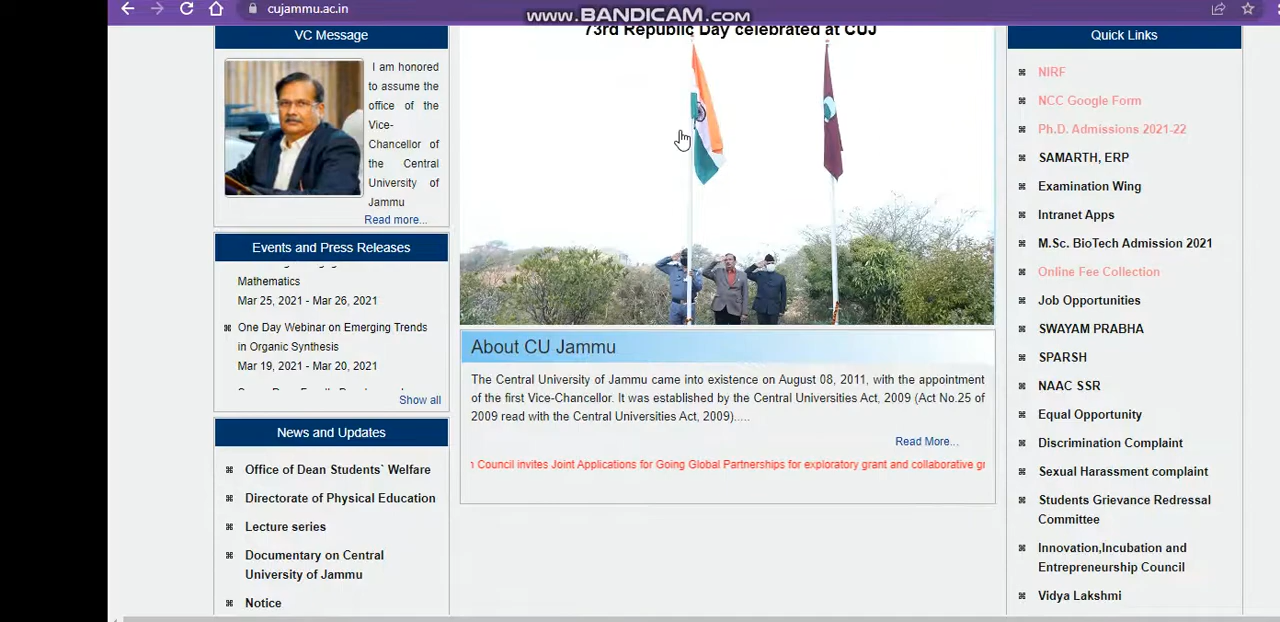 cujammu.ac.in
www.BANDICAM.com
VC Message
I am honored
to assume the
office of the
Vice-
Chancellor of
the Central
University of
Jammu
Read more...
Events and Press Releases
Mathematics
Mar 25, 2021 - Mar 26, 2021
One Day Webinar on Emerging Trends
in Organic Synthesis
Mar 19, 2021 - Mar 20, 2021
Show all
News and Updates
Office of Dean Students` Welfare
Directorate of Physical Education
Lecture series
Documentary on Central
University of Jammu
Notice
73rd Republic Day celebrated at CUJ
About CU Jammu
The Central University of Jammu came into existence on August 08, 2011, with the appointment
of the first Vice-Chancellor. It was established by the Central Universities Act, 2009 (Act No.25 of
2009 read with the Central Universities Act, 2009).....
Read More...
Council invites Joint Applications for Going Global Partnerships for exploratory grant and collaborative
Quick Links
NIRF
NCC Google Form
Ph.D. Admissions 2021-22
SAMARTH, ERP
Examination Wing
Intranet Apps
M.Sc. BioTech Admission 2021
Online Fee Collection
Job Opportunities
SWAYAM PRABHA
SPARSH
NAAC SSR
Equal Opportunity
Discrimination Complaint
Sexual Harassment complaint
Students Grievance Redressal
Committee
Innovation,Incubation and
Entrepreneurship Council
Vidya Lakshmi